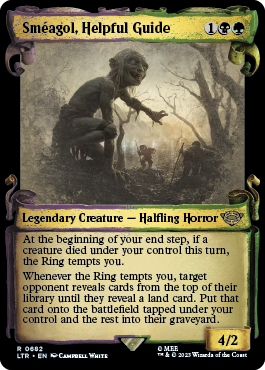 Sméagol, Helpful Guide 1
Legendary Creature — Halfling Horror
At the beginning of your end step, if a
creature died under your control this turn,
the Ring tempts you.
Whenever the Ring tempts you, target
opponent reveals cards from the top of their
library until they reveal a land card. Put that
card onto the battlefield tapped under your
control and the rest into their graveyard.
4/2
R 0682
LTR • EN CAMPBELL WHITE
© MEE
™ & © 2023 Wizards of the Coast